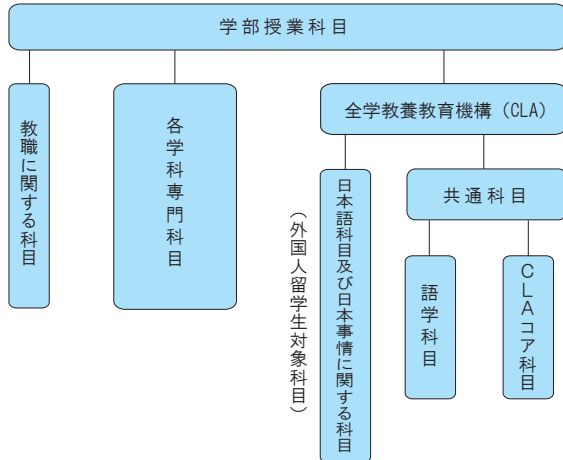 学部授業科目
教職に関する科目
各学科専門科目
全学教養教育機構（CLA）
日本語科目及び日本事情に関する科目
（外国人留学生対象科目）
共通科目
語学科目
CLAコア科目